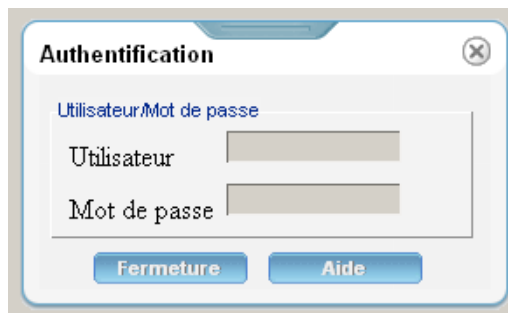 Authentification
Utilisateur/Mot de passe
Utilisateur
Mot de passe
Fermeture Aide